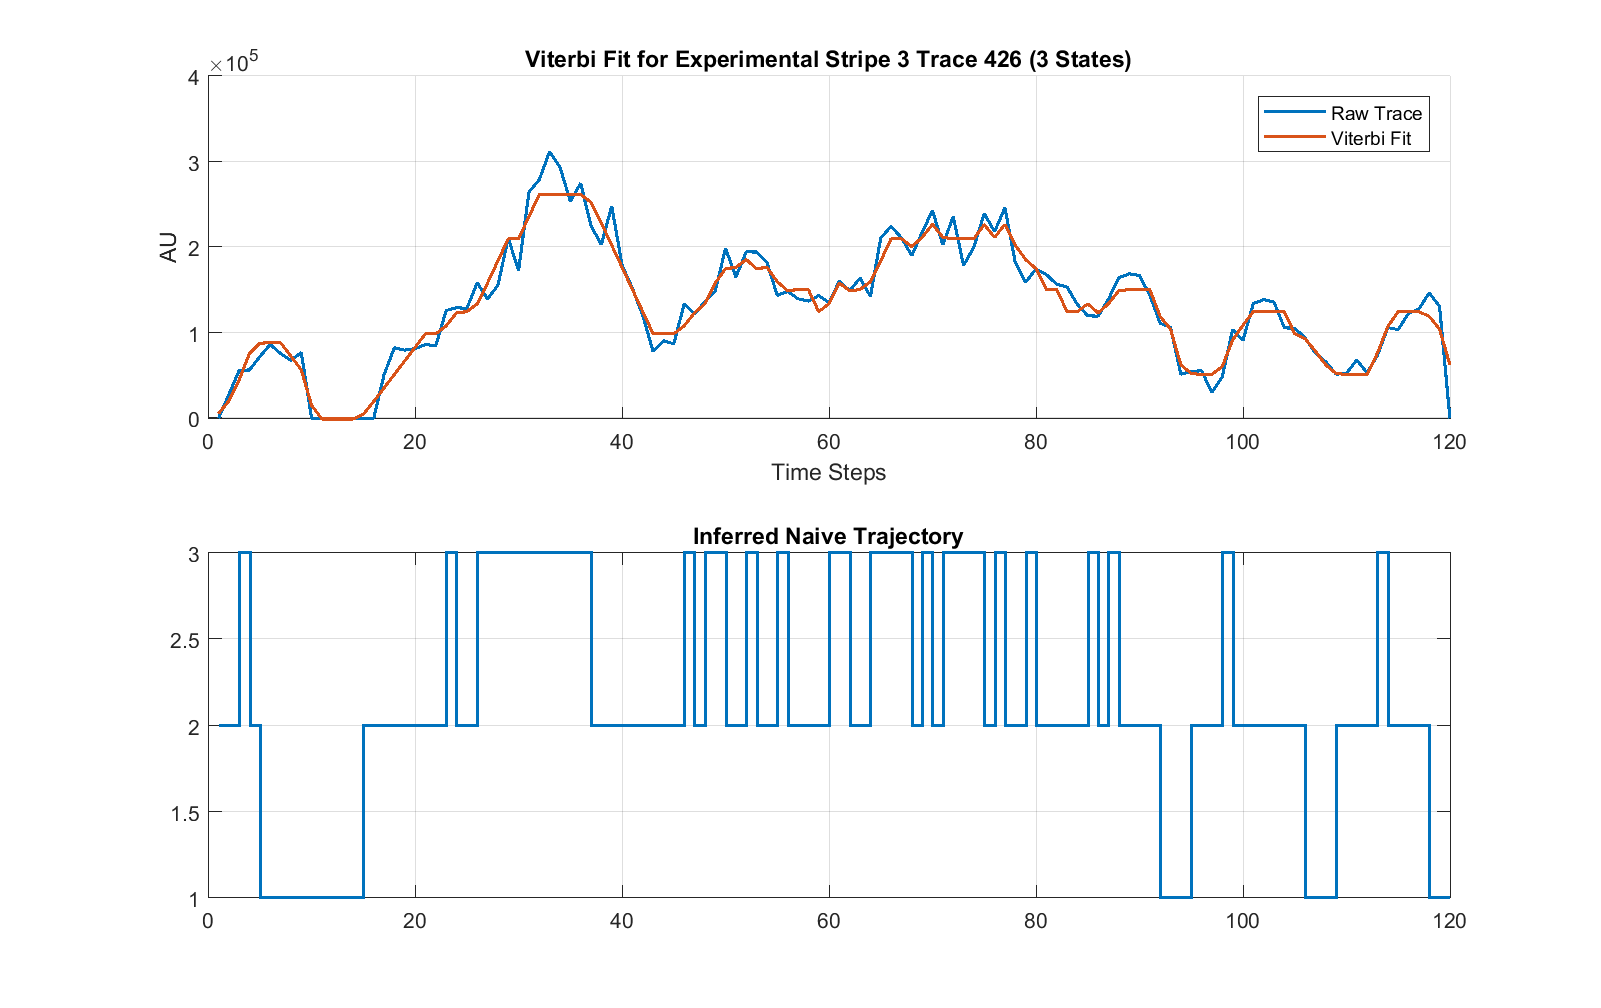 Viterbi Fit for Experimental Stripe 3 Trace 426 (3 States)
×10^5
4
3
2
1
0
AU
Raw Trace
Viterbi Fit
0 20 40 60 80 100 120
Time Steps
Inferred Naive Trajectory
3
2.5
2
1.5
1
0 20 40 60 80 100 120